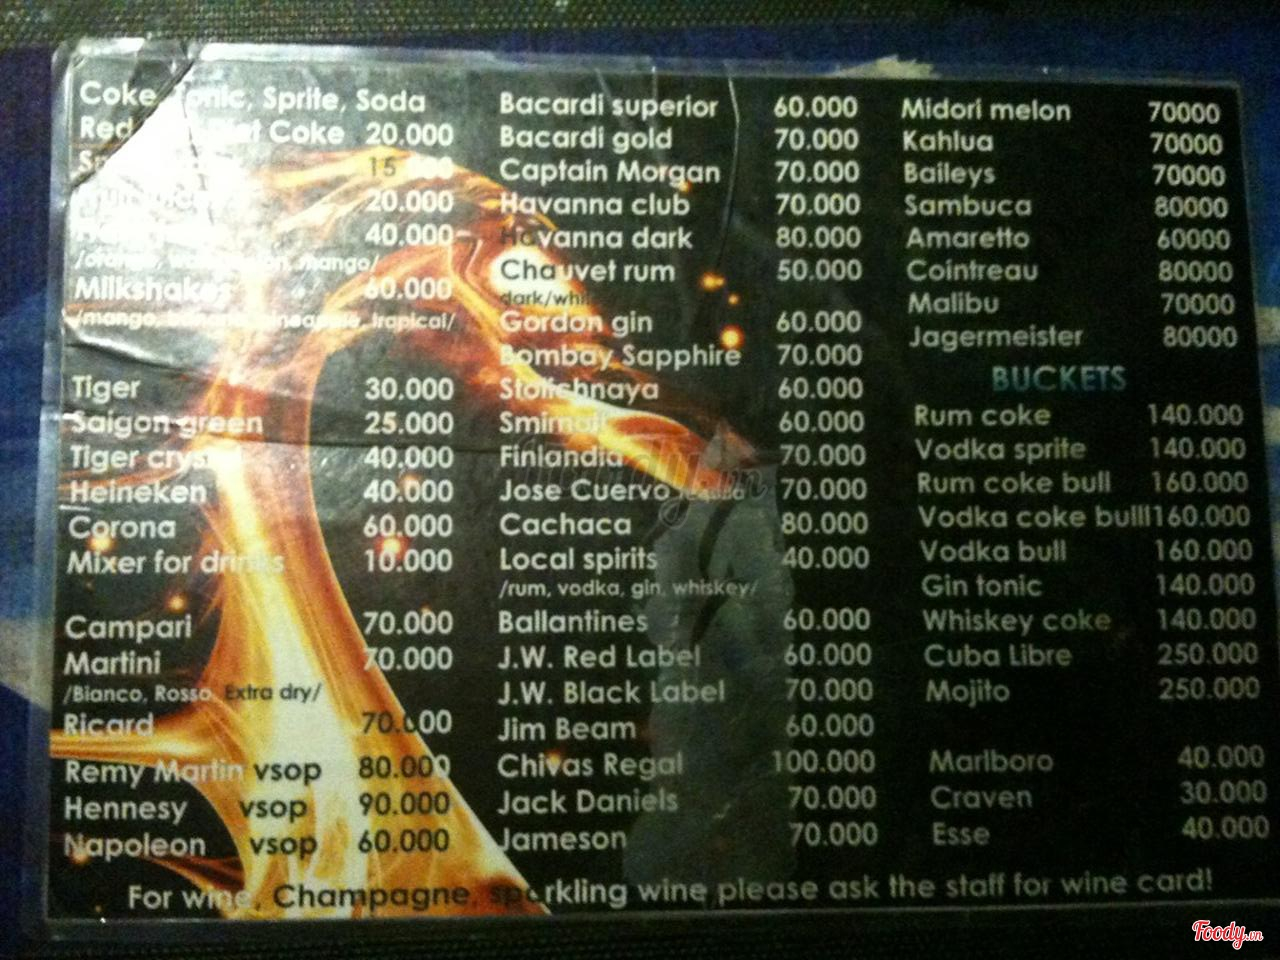 Coke, Tonic, Sprite, Soda
Red Diet Coke 20.000
15
20.000
40.000
mango/
Milkshakes 60.000
/mango, banana, pineapple, tropical/
Tiger 30.000
Saigon green 25.000
Tiger crystal 40.000
Heineken 40.000
Corona 60.000
Mixer for drinks 10.000
Campari 70.000
Martini 70.000
/Bianco, Rosso, Extra dry/
Ricard 70.000
Remy Martin vsop 80.000
Hennesy vsop 90.000
Napoleon vsop 60.000
Bacardi superior 60.000
Bacardi gold 70.000
Captain Morgan 70.000
Havanna club 70.000
Havanna dark 80.000
Chauvet rum 50.000
dark/whi
Gordon gin 60.000
Bombay Sapphire 70.000
Stolichnaya 60.000
Smirnoff 60.000
Finlandia 70.000
Jose Cuervo tequila 70.000
Cachaca 80.000
Local spirits 40.000
/rum, vodka, gin, whiskey/
Ballantines 60.000
J.W. Red Label 60.000
J.W. Black Label 70.000
Jim Beam 60.000
Chivas Regal 100.000
Jack Daniels 70.000
Jameson 70.000
Midori melon 70000
Kahlua 70000
Baileys 70000
Sambuca 80000
Amaretto 60000
Cointreau 80000
Malibu 70000
Jagermeister 80000
BUCKETS
Rum coke 140.000
Vodka sprite 140.000
Rum coke bull 160.000
Vodka coke bulll160.000
Vodka bull 160.000
Gin tonic 140.000
Whiskey coke 140.000
Cuba Libre 250.000
Mojito 250.000
Marlboro 40.000
Craven 30.000
Esse 40.000
For wine, Champagne, sparkling wine please ask the staff for wine card!
Foody.vn